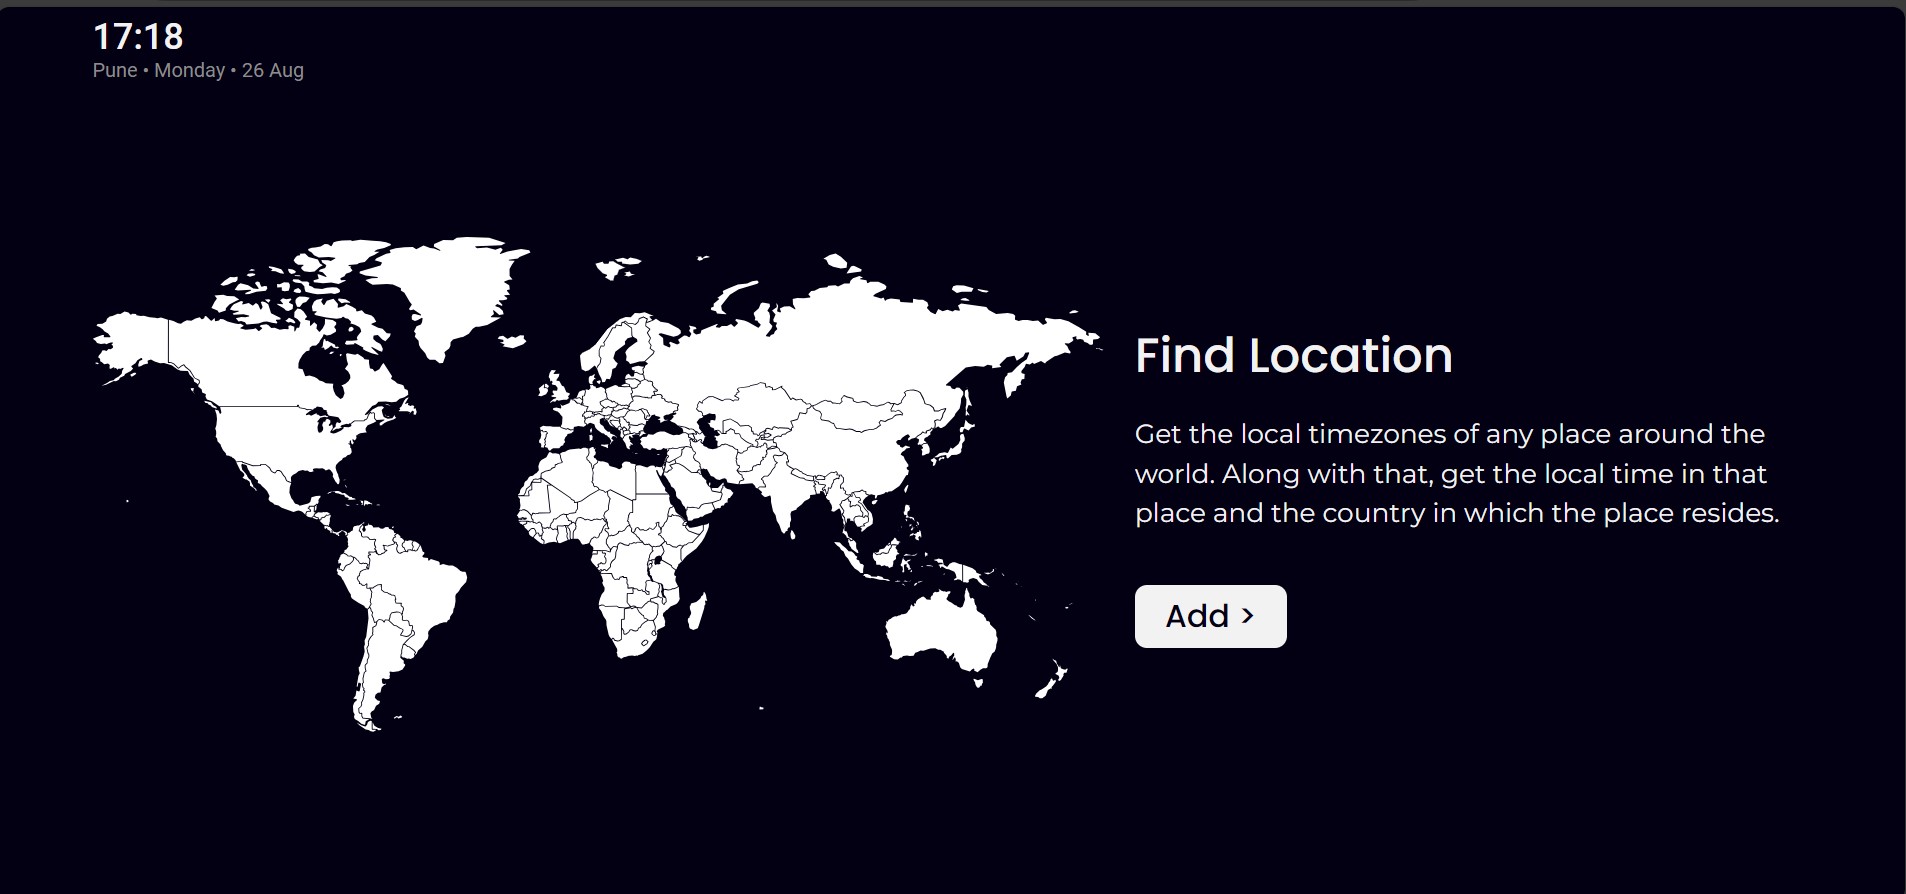 17:18
Pune • Monday • 26 Aug
Find Location
Get the local timezones of any place around the
world. Along with that, get the local time in that
place and the country in which the place resides.
Add >